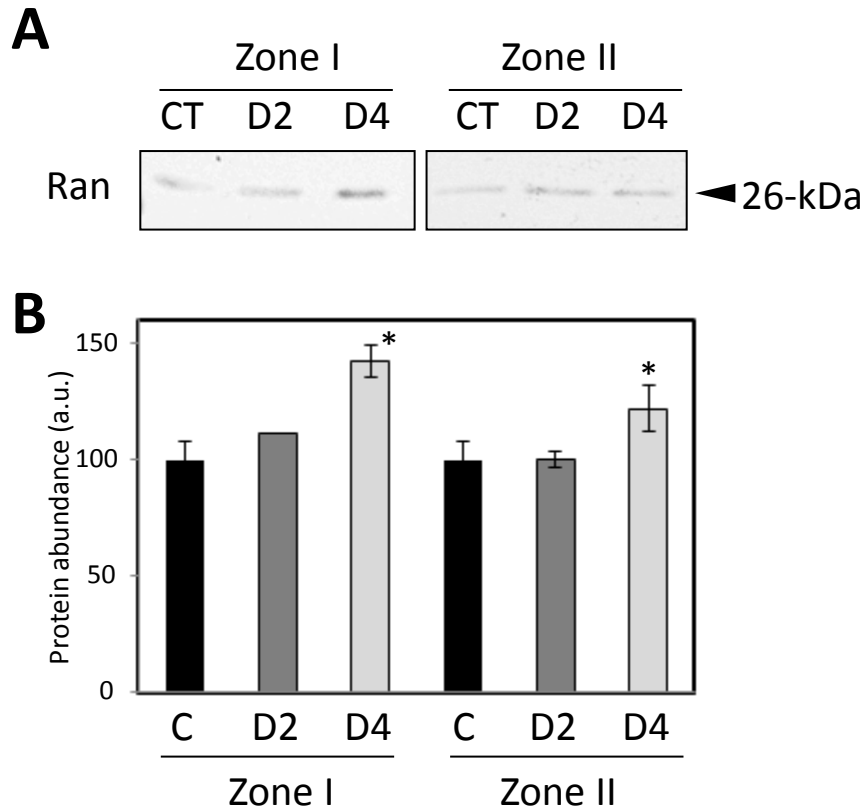 A
Zone I Zone II
CT D2 D4 CT D2 D4
Ran 26-kDa
B
150
* *
100
50
0
Protein abundance (a.u.)
C D2 D4 C D2 D4
Zone I Zone II